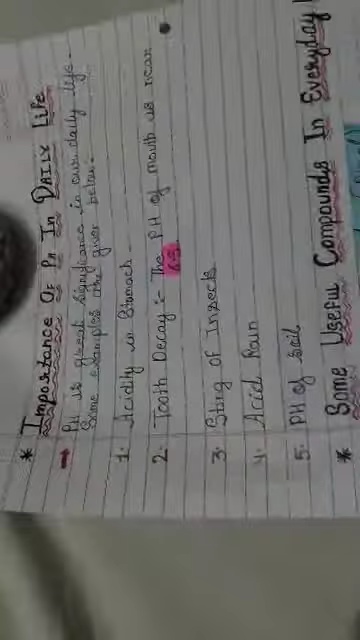 * IMPORTANCE OF PH IN DAILY LIFE
→ PH is great significance in our daily life-
Some examples are given below:-
1. Acidity in Stomach
2. Tooth Decay:- The PH of mouth is near
6.5
3. Sting of Insects
4. Acid Rain
5. PH of Soil
* Some Useful Compounds In Everyday